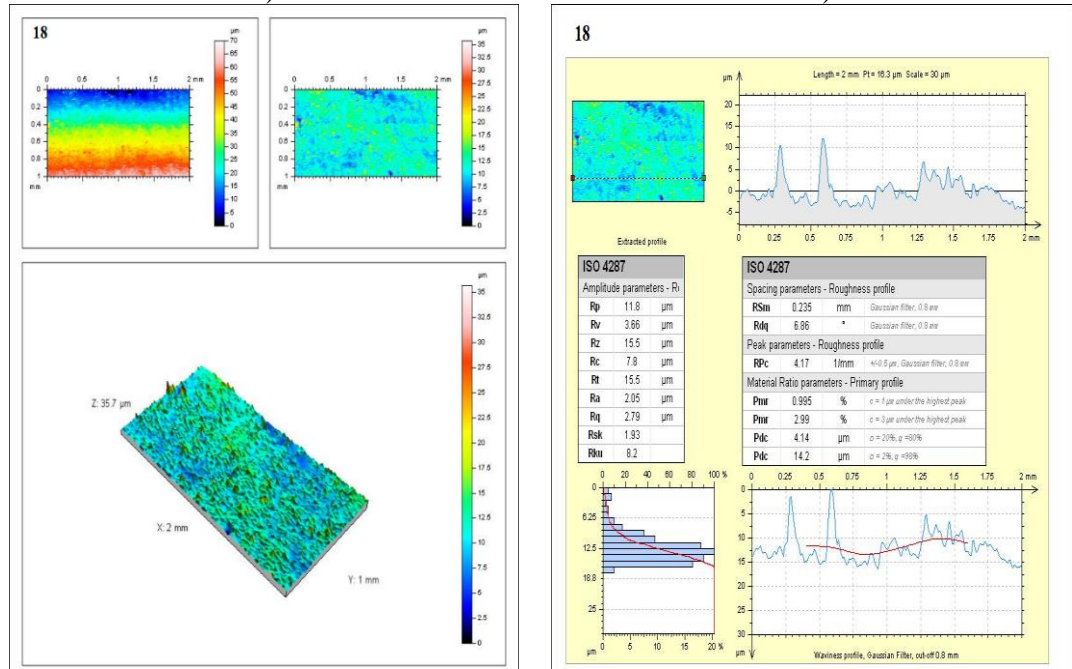 18
µm
0 0.5 1 1.5 2 mm
0
0.2
0.4
0.6
0.8
1
mm
70
65
60
55
50
45
40
35
30
25
20
15
10
5
0
µm
0 0.5 1 1.5 2 mm
0
0.2
0.4
0.6
0.8
1
mm
35
32.5
30
27.5
25
22.5
20
17.5
15
12.5
10
7.5
5
2.5
0
Z: 35.7 µm
X: 2 mm
Y: 1 mm
µm
35
32.5
30
27.5
25
22.5
20
17.5
15
12.5
10
7.5
5
2.5
0
18
µm Length = 2 mm Pt = 16.3 µm Scale = 30 µm
20
15
10
5
0
-5
0 0.25 0.5 0.75 1 1.25 1.5 1.75 2 mm
Extracted profile
ISO 4287
Amplitude parameters - R
Rp 11.8 µm
Rv 3.66 µm
Rz 15.5 µm
Rc 7.8 µm
Rt 15.5 µm
Ra 2.05 µm
Rq 2.79 µm
Rsk 1.93
Rku 8.2
ISO 4287
Spacing parameters - Roughness profile
RSm 0.235 mm Gaussian filter, 0.8 mm
Rdq 6.86 ° Gaussian filter, 0.8 mm
Peak parameters - Roughness profile
RPc 4.17 1/mm +/-0.5 µm, Gaussian filter, 0.8 mm
Material Ratio parameters - Primary profile
Pmr 0.995 % c = 1 µm under the highest peak
Pmr 2.99 % c = 3 µm under the highest peak
Pdc 4.14 µm p = 20%, q = 80%
Pdc 14.2 µm p = 2%, q = 98%
0 20 40 60 80 100 %
0
6.25
12.5
18.8
25
µm 0 5 10 15 20 %
0 0.25 0.5 0.75 1 1.25 1.5 1.75 2 mm
0
5
10
15
20
25
30
µm
Waviness profile, Gaussian Filter, cut-off 0.8 mm